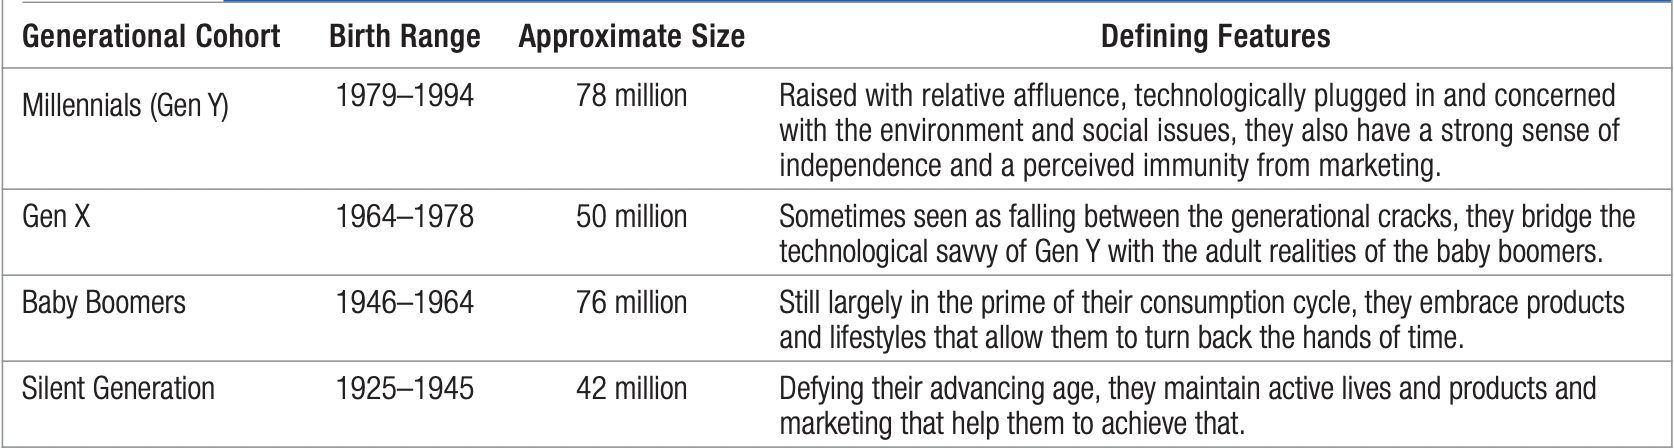 Generational Cohort Birth Range Approximate Size Defining Features
Millennials (Gen Y) 1979–1994 78 million Raised with relative affluence, technologically plugged in and concerned
with the environment and social issues, they also have a strong sense of
independence and a perceived immunity from marketing.
Gen X 1964–1978 50 million Sometimes seen as falling between the generational cracks, they bridge the
technological savvy of Gen Y with the adult realities of the baby boomers.
Baby Boomers 1946–1964 76 million Still largely in the prime of their consumption cycle, they embrace products
and lifestyles that allow them to turn back the hands of time.
Silent Generation 1925–1945 42 million Defying their advancing age, they maintain active lives and products and
marketing that help them to achieve that.